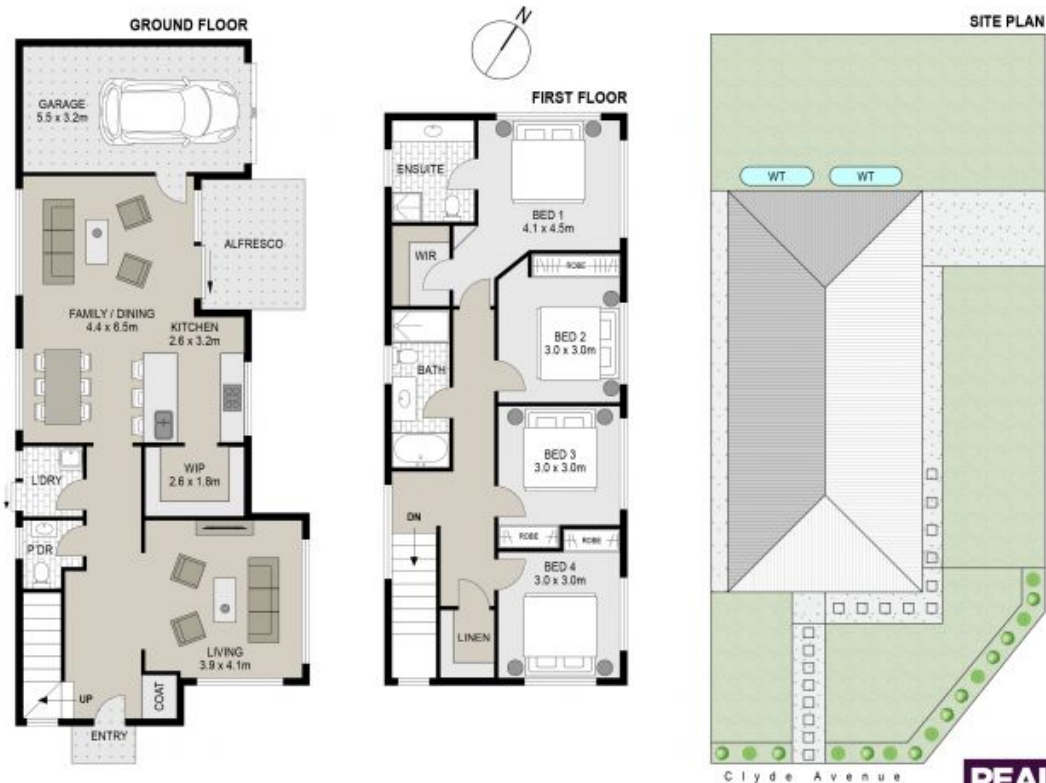 GROUND FLOOR
GARAGE
5.5 x 3.2m
ALFRESCO
FAMILY / DINING
4.4 x 6.5m
KITCHEN
2.6 x 3.2m
L'DRY
WIP
2.6 x 1.8m
P'DR
LIVING
3.9 x 4.1m
UP
COAT
ENTRY
N
FIRST FLOOR
ENSUITE
BED 1
4.1 x 4.5m
WIR
ROBE
BED 2
3.0 x 3.0m
BATH
BED 3
3.0 x 3.0m
DN
ROBE
ROBE
BED 4
3.0 x 3.0m
LINEN
SITE PLAN
WT
WT
Clyde Avenue